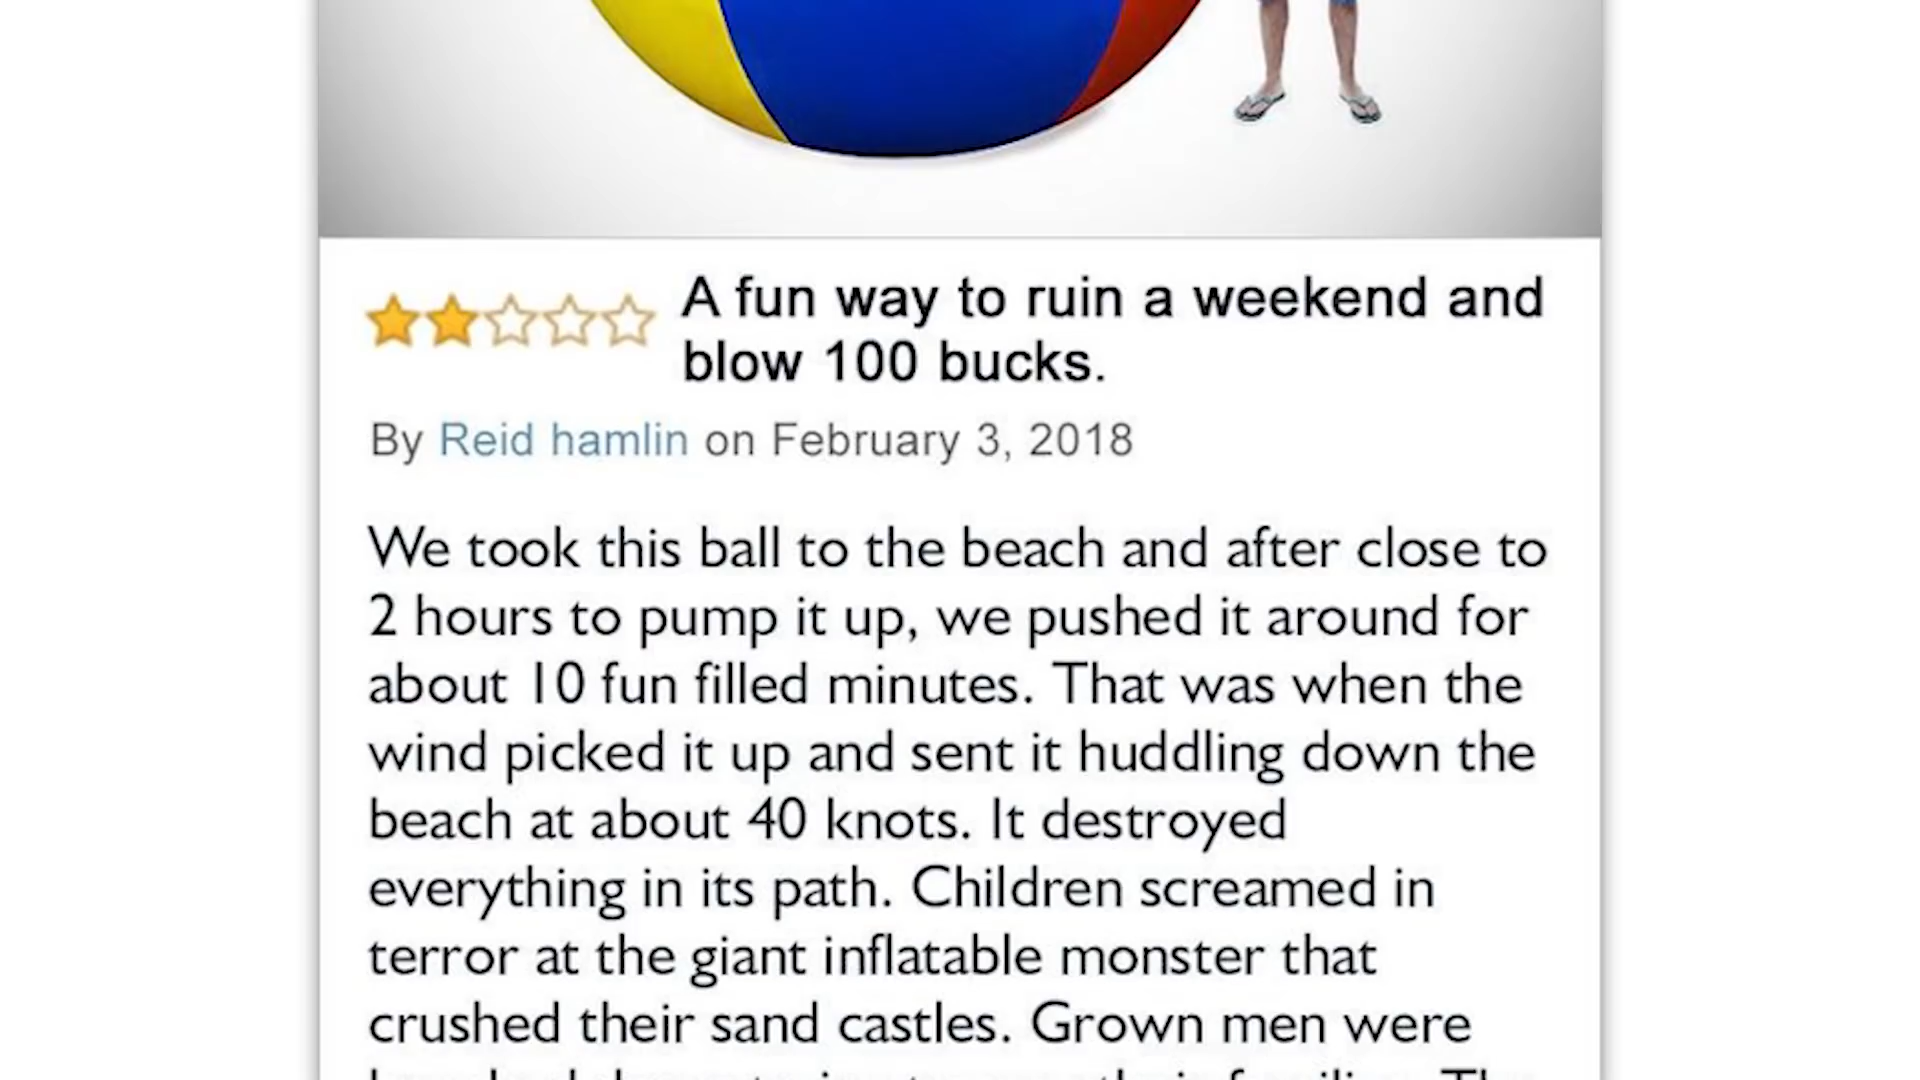 A fun way to ruin a weekend and
blow 100 bucks.
By Reid hamlin on February 3, 2018
We took this ball to the beach and after close to
2 hours to pump it up, we pushed it around for
about 10 fun filled minutes. That was when the
wind picked it up and sent it huddling down the
beach at about 40 knots. It destroyed
everything in its path. Children screamed in
terror at the giant inflatable monster that
crushed their sand castles. Grown men were